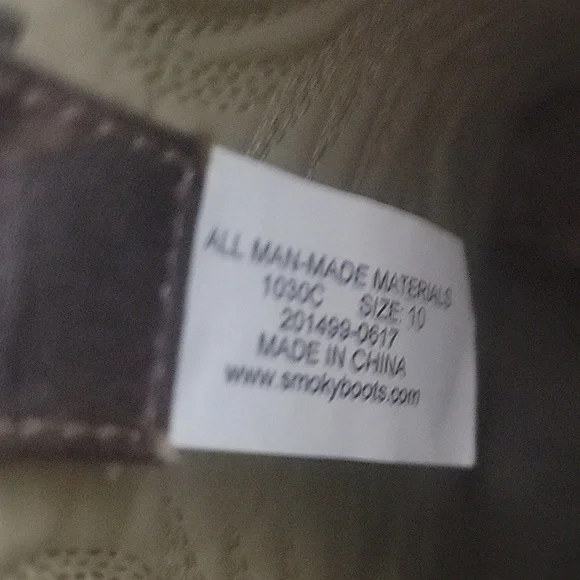 ALL MAN-MADE MATERIALS
1030C SIZE: 10
201499-0617
MADE IN CHINA
www.smokyboots.com